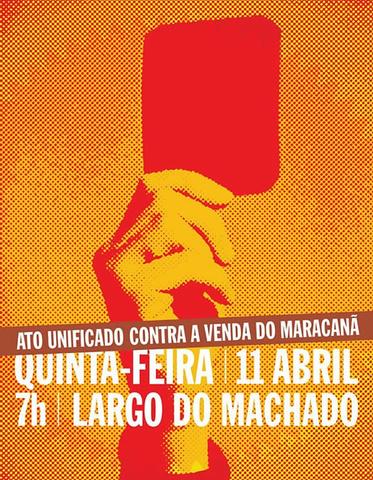 ATO UNIFICADO CONTRA A VENDA DO MARACANÃ
QUINTA-FEIRA | 11 ABRIL
7h | LARGO DO MACHADO